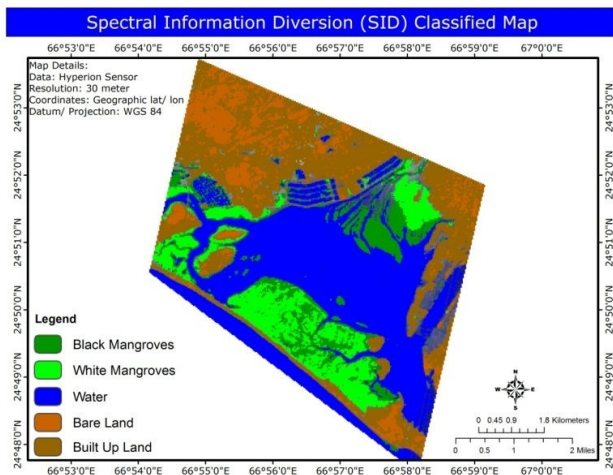 Spectral Information Diversion (SID) Classified Map
66°53'0"E 66°54'0"E 66°55'0"E 66°56'0"E 66°57'0"E 66°58'0"E 66°59'0"E 67°0'0"E
Map Details:
Data: Hyperion Sensor
Resolution: 30 meter
Coordinates: Geographic lat/ lon
Datum/ Projection: WGS 84
24°53'0"N 24°53'0"N
24°52'0"N 24°52'0"N
24°51'0"N 24°51'0"N
24°50'0"N 24°50'0"N
24°49'0"N 24°49'0"N
24°48'0"N 24°48'0"N
Legend
Black Mangroves
White Mangroves
Water
Bare Land
Built Up Land
N
W E
S
0 0.45 0.9 1.8 Kilometers
0 0.5 1 2 Miles
66°53'0"E 66°54'0"E 66°55'0"E 66°56'0"E 66°57'0"E 66°58'0"E 66°59'0"E 67°0'0"E